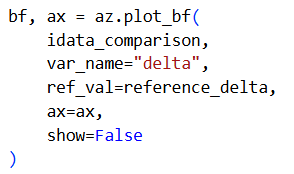 bf, ax = az.plot_bf(
    idata_comparison,
    var_name="delta",
    ref_val=reference_delta,
    ax=ax,
    show=False
)